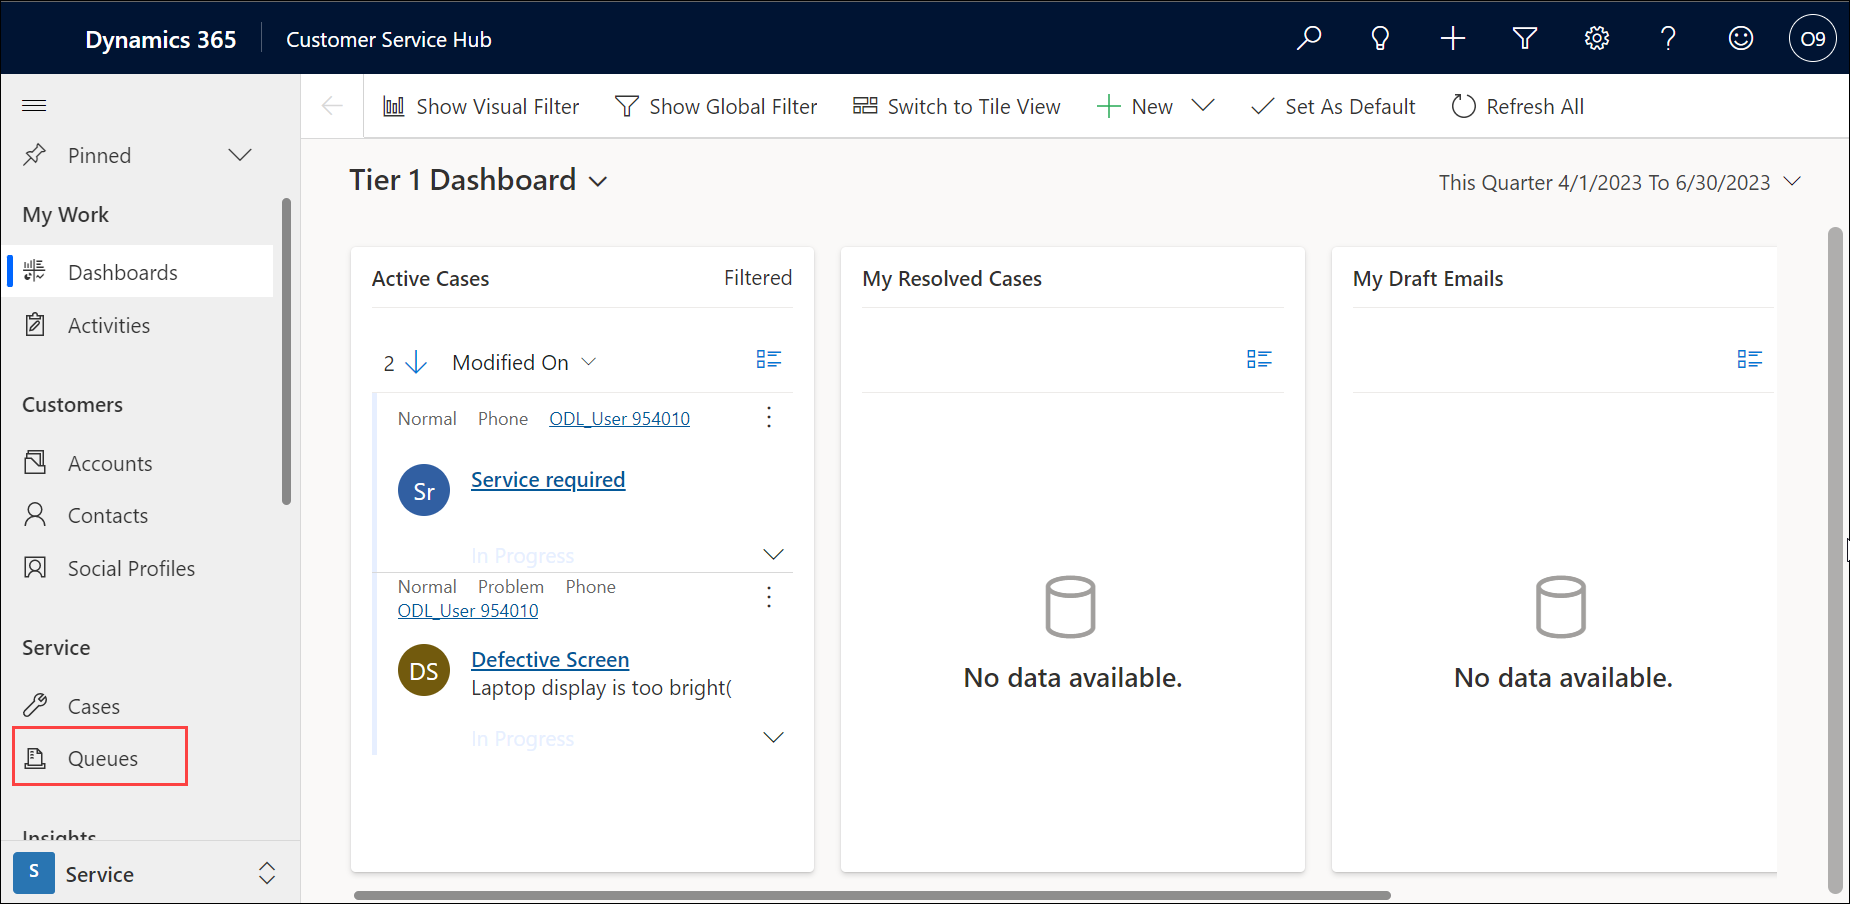 Dynamics 365
Customer Service Hub
O9
Show Visual Filter
Show Global Filter
Switch to Tile View
New
Set As Default
Refresh All
Pinned
My Work
Dashboards
Activities
Customers
Accounts
Contacts
Social Profiles
Service
Cases
Queues
Insights
S Service
Tier 1 Dashboard
This Quarter 4/1/2023 To 6/30/2023
Active Cases
Filtered
2
Modified On
Normal Phone ODL_User 954010
Sr
Service required
In Progress
Normal Problem Phone
ODL_User 954010
DS
Defective Screen
Laptop display is too bright(
In Progress
My Resolved Cases
No data available.
My Draft Emails
No data available.